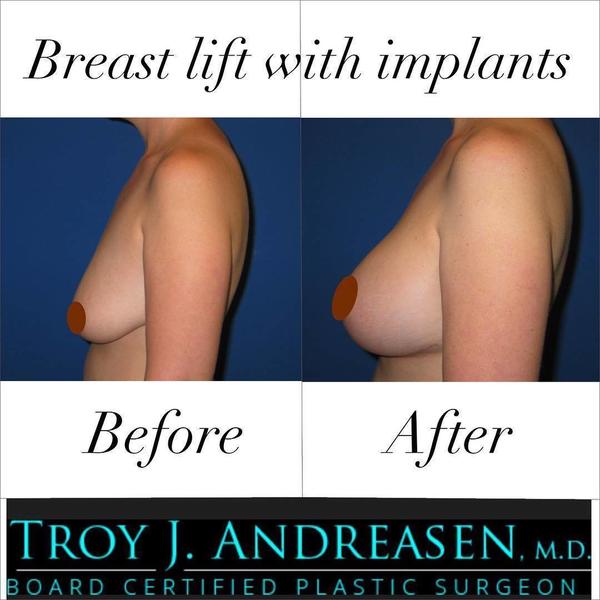 Breast lift with implants
Before After
TROY J. ANDREASEN, M.D.
BOARD CERTIFIED PLASTIC SURGEON